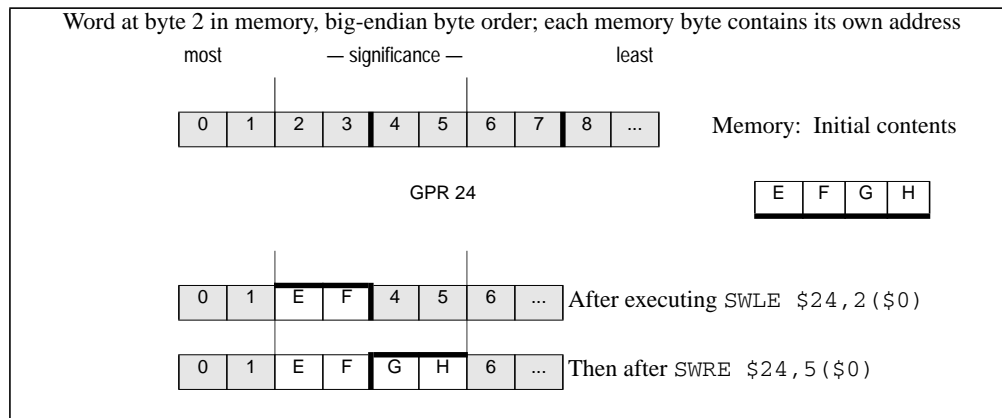 Word at byte 2 in memory, big-endian byte order; each memory byte contains its own address
most — significance — least
0 1 2 3 4 5 6 7 8 ... Memory: Initial contents
GPR 24 E F G H
0 1 E F 4 5 6 ... After executing SWLE $24,2($0)
0 1 E F G H 6 ... Then after SWRE $24,5($0)